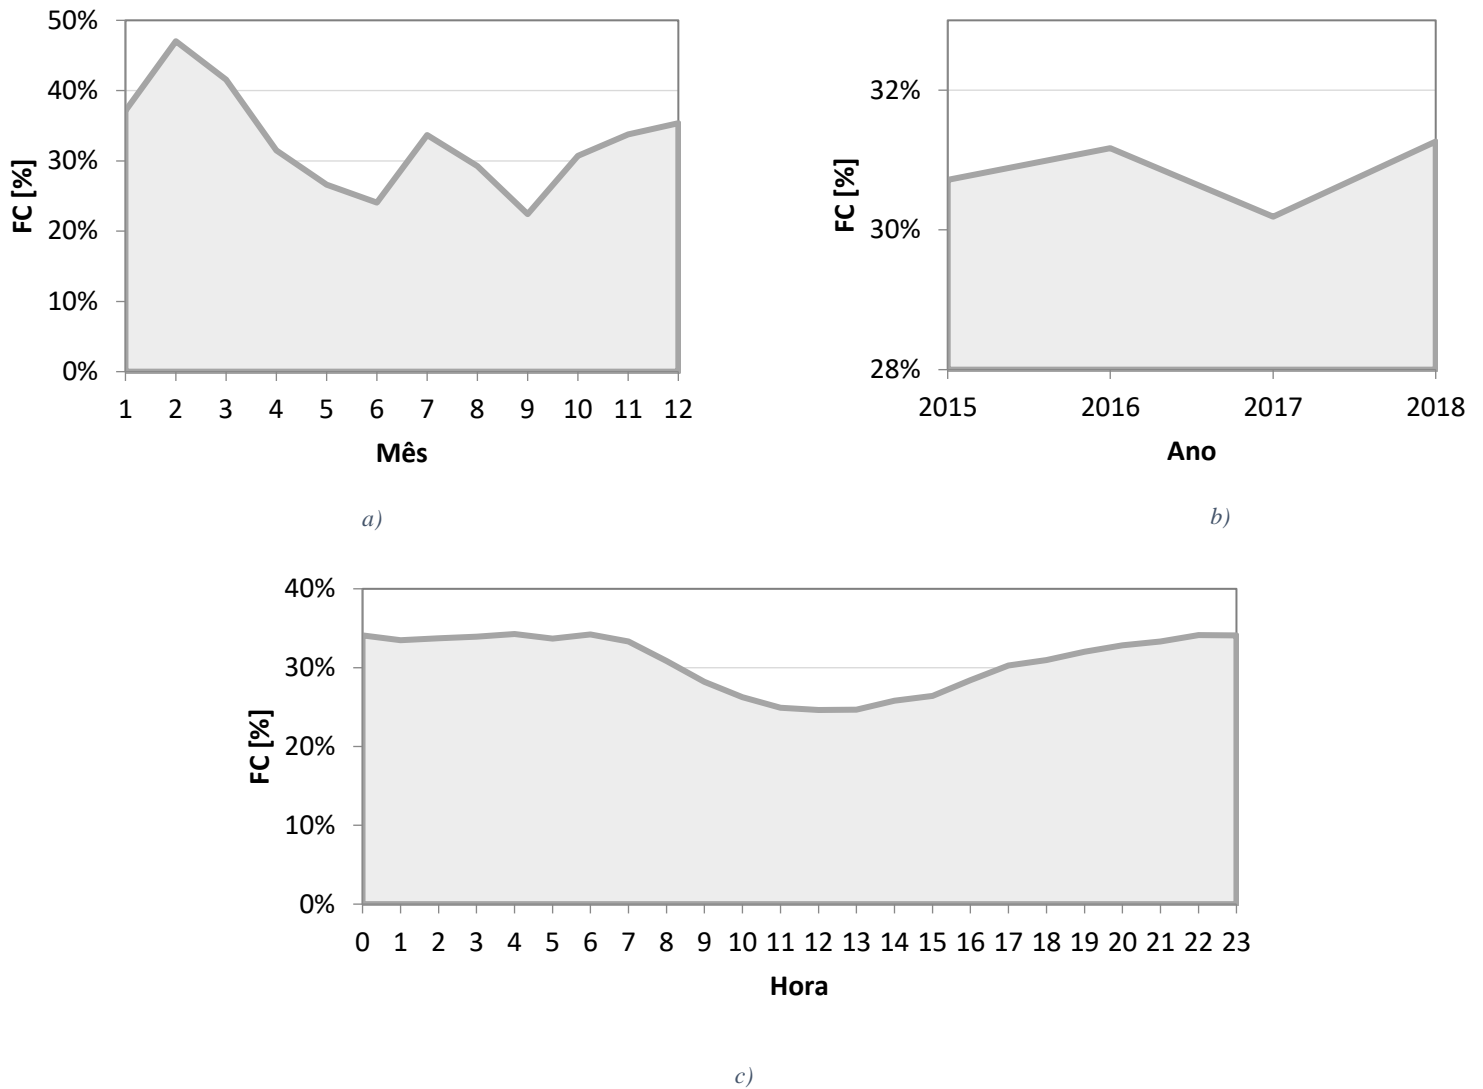 50%
40%
30%
20%
10%
0%
FC [%]
1 2 3 4 5 6 7 8 9 10 11 12
Mês
a)
32%
30%
28%
FC [%]
2015 2016 2017 2018
Ano
b)
40%
30%
20%
10%
0%
FC [%]
0 1 2 3 4 5 6 7 8 9 10 11 12 13 14 15 16 17 18 19 20 21 22 23
Hora
c)